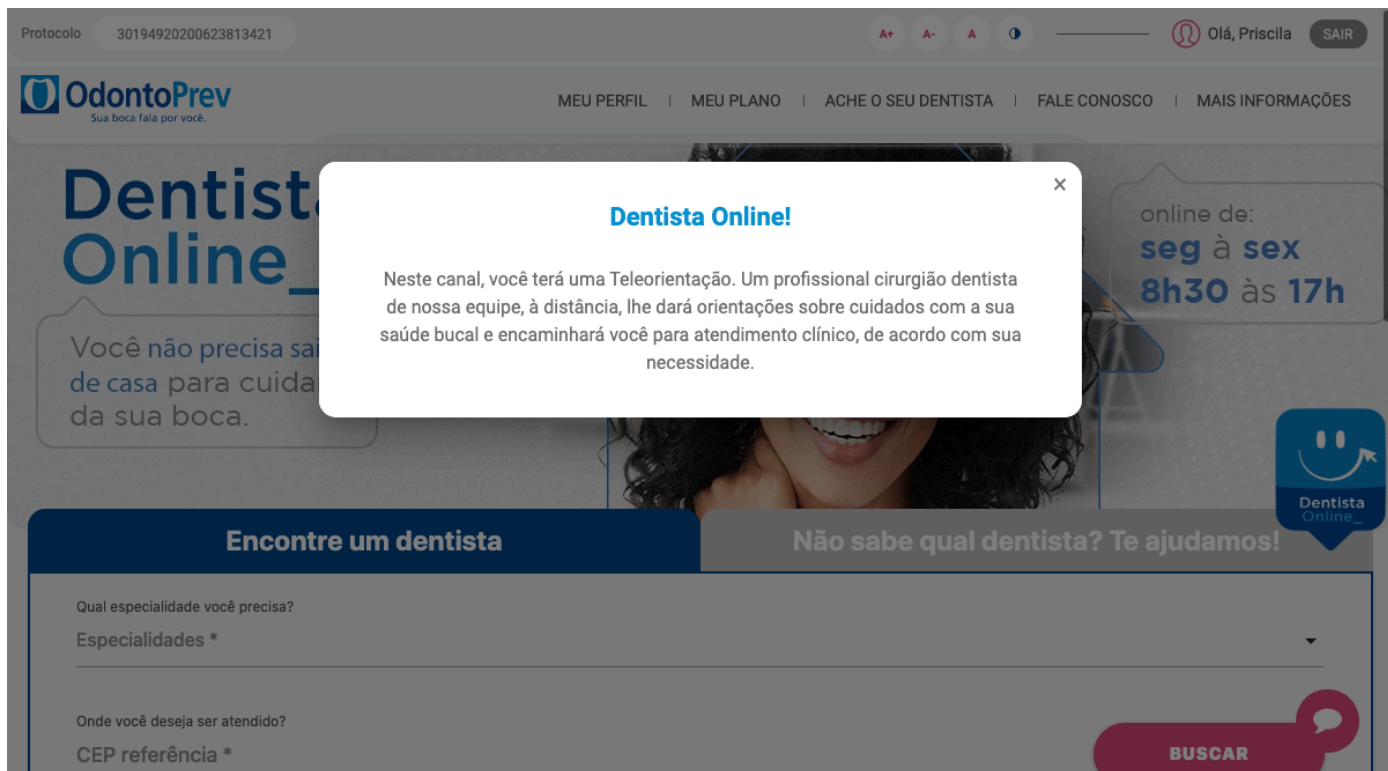 Protocolo 30194920200623813421 A+ A- A Olá, Priscila SAIR
OdontoPrev
Sua boca fala por você.
MEU PERFIL | MEU PLANO | ACHE O SEU DENTISTA | FALE CONOSCO | MAIS INFORMAÇÕES
Online_
Você não precisa
de casa para
da sua boca.
×
Dentista Online!
Neste canal, você terá uma Teleorientação. Um profissional cirurgião dentista
de nossa equipe, à distância, lhe dará orientações sobre cuidados com a sua
saúde bucal e encaminhará você para atendimento clínico, de acordo com sua
necessidade.
online de:
seg à sex
8h30 às 17h
Dentista
Online_
Encontre um dentista
Não sabe qual dentista? Te ajudamos!
Qual especialidade você precisa?
Especialidades *
Onde você deseja ser atendido?
CEP referência *
BUSCAR